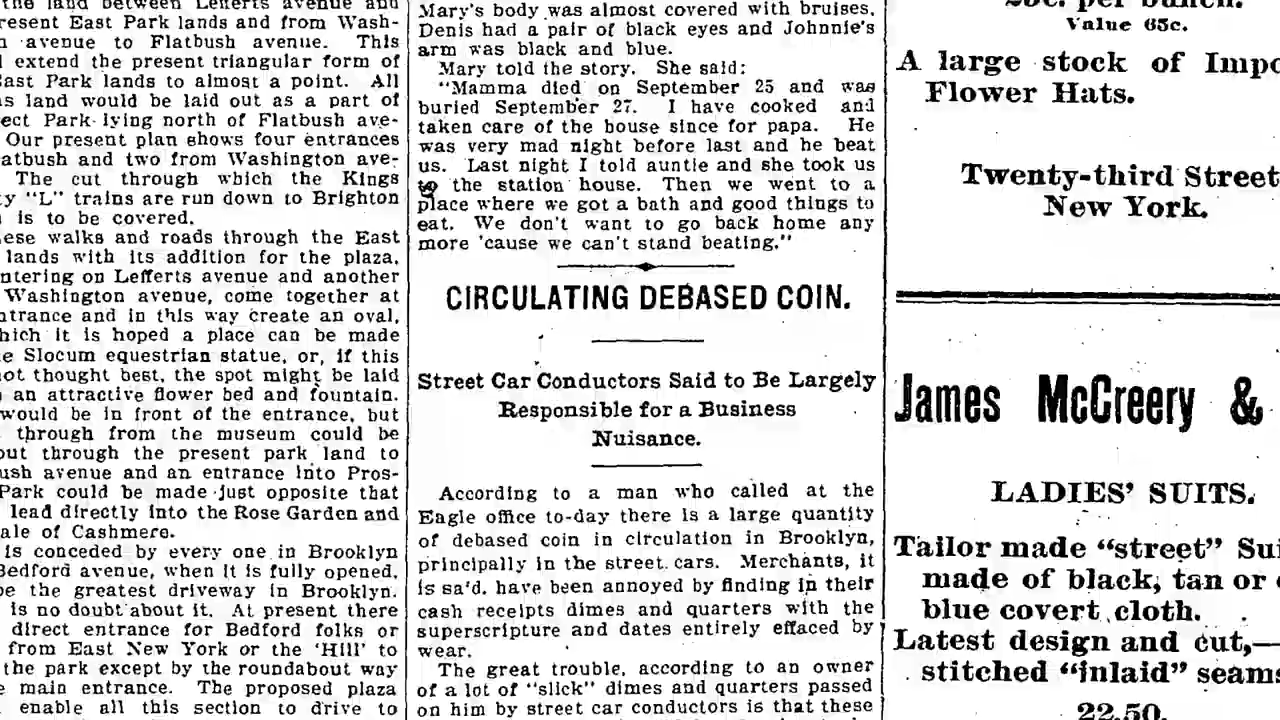 the land between Lefferts avenue and
resent East Park lands and from Wash-
avenue to Flatbush avenue. This
extend the present triangular form of
East Park lands to almost a point. All
s land would be laid out as a part of
ect Park lying north of Flatbush ave-
Our present plan shows four entrances
atbush and two from Washington ave-
The cut through which the Kings
y "L" trains are run down to Brighton
is to be covered.
ese walks and roads through the East
lands with its addition for the plaza,
ntering on Lefferts avenue and another
Washington avenue, come together at
ntrance and in this way create an oval,
hich it is hoped a place can be made
e Slocum equestrian statue, or, if this
ot thought best, the spot might be laid
an attractive flower bed and fountain.
would be in front of the entrance, but
through from the museum could be
out through the present park land to
ush avenue and an entrance into Pros-
Park could be made just opposite that
lead directly into the Rose Garden and
ale of Cashmere.
is conceded by every one in Brooklyn
Bedford avenue, when it is fully opened,
be the greatest driveway in Brooklyn.
is no doubt about it. At present there
direct entrance for Bedford folks or
from East New York or the 'Hill' to
the park except by the roundabout way
e main entrance. The proposed plaza
enable all this section to drive to
Mary's body was almost covered with bruises.
Denis had a pair of black eyes and Johnnie's
arm was black and blue.
Mary told the story. She said:
"Mamma died on September 25 and was
buried September 27. I have cooked and
taken care of the house since for papa. He
was very mad night before last and he beat
us. Last night I told auntie and she took us
to the station house. Then we went to a
place where we got a bath and good things to
eat. We don't want to go back home any
more 'cause we can't stand beating."
CIRCULATING DEBASED COIN.
Street Car Conductors Said to Be Largely
Responsible for a Business
Nuisance.
According to a man who called at the
Eagle office to-day there is a large quantity
of debased coin in circulation in Brooklyn,
principally in the street cars. Merchants, it
is sa'd. have been annoyed by finding in their
cash receipts dimes and quarters with the
superscripture and dates entirely effaced by
wear.
The great trouble, according to an owner
of a lot of "slick" dimes and quarters passed
on him by street car conductors is that these
25c. per bunch.
Value 65c.
A large stock of Impo
Flower Hats.
Twenty-third Street
New York.
James McCreery &
LADIES' SUITS.
Tailor made "street" Sui
made of black, tan or
blue covert cloth.
Latest design and cut,—
stitched "inlaid" seams
22.50.